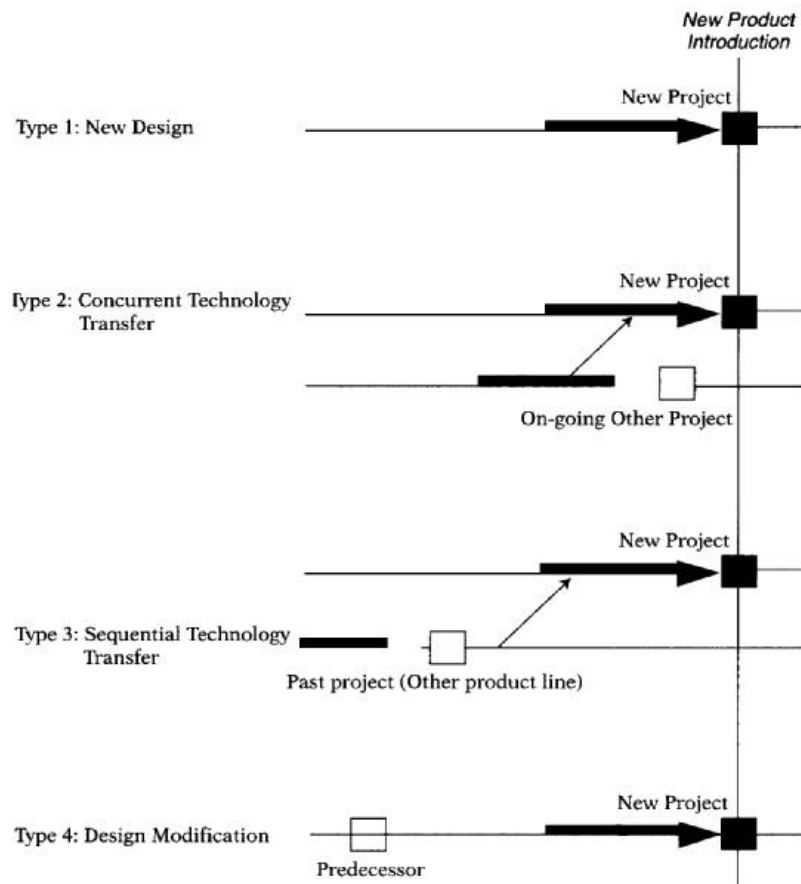 New Product
Introduction
New Project
Type 1: New Design
New Project
Type 2: Concurrent Technology
Transfer
On-going Other Project
New Project
Type 3: Sequential Technology
Transfer
Past project (Other product line)
New Project
Type 4: Design Modification
Predecessor